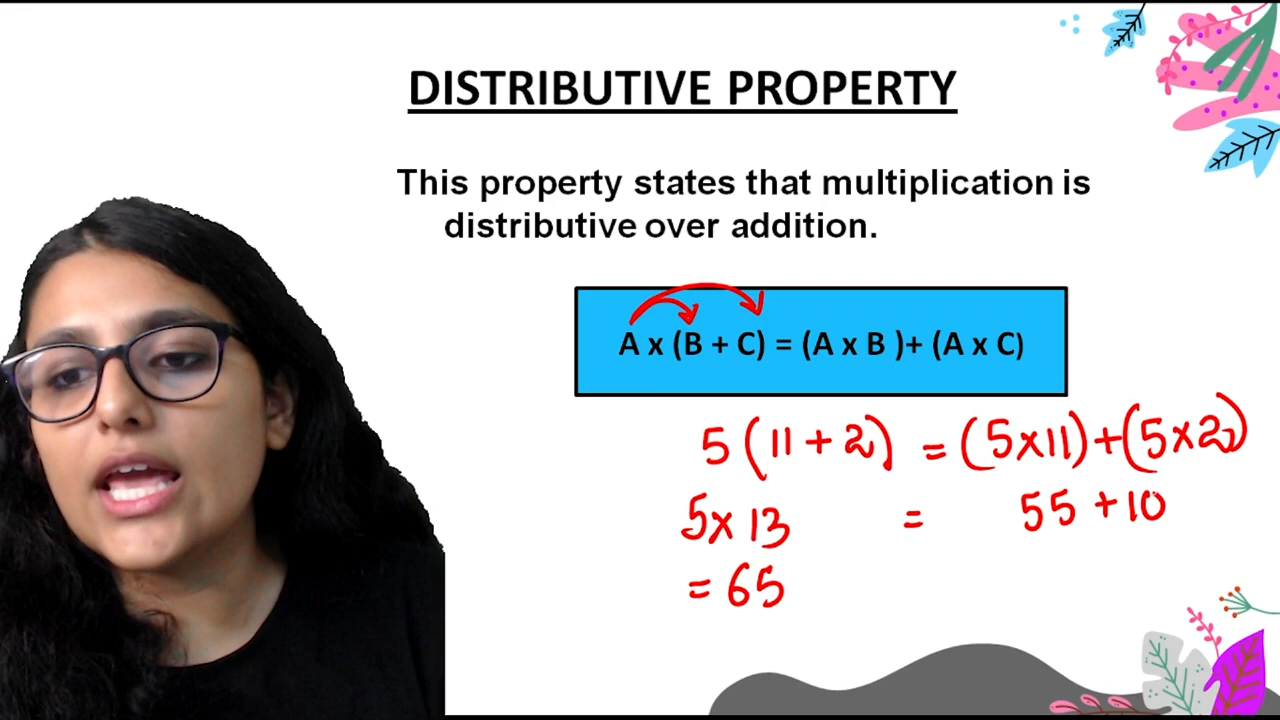 DISTRIBUTIVE PROPERTY
This property states that multiplication is
distributive over addition.
A x (B + C) = (A x B )+ (A x C)
5 ( 11 + 2 ) = (5x11)+(5x2)
5x 13 = 55 + 10
= 65